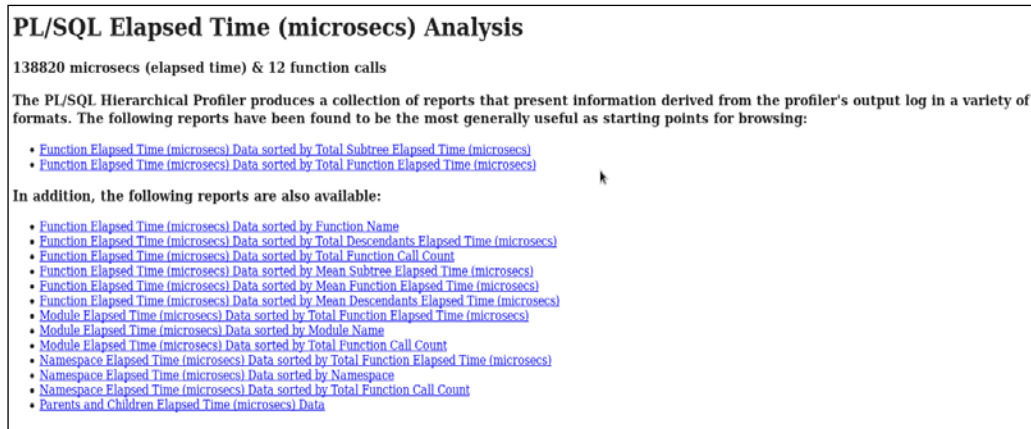 PL/SQL Elapsed Time (microsecs) Analysis
138820 microsecs (elapsed time) & 12 function calls
The PL/SQL Hierarchical Profiler produces a collection of reports that present information derived from the profiler's output log in a variety of
formats. The following reports have been found to be the most generally useful as starting points for browsing:
• Function Elapsed Time (microsecs) Data sorted by Total Subtree Elapsed Time (microsecs)
• Function Elapsed Time (microsecs) Data sorted by Total Function Elapsed Time (microsecs)
In addition, the following reports are also available:
• Function Elapsed Time (microsecs) Data sorted by Function Name
• Function Elapsed Time (microsecs) Data sorted by Total Descendants Elapsed Time (microsecs)
• Function Elapsed Time (microsecs) Data sorted by Total Function Call Count
• Function Elapsed Time (microsecs) Data sorted by Mean Subtree Elapsed Time (microsecs)
• Function Elapsed Time (microsecs) Data sorted by Mean Function Elapsed Time (microsecs)
• Function Elapsed Time (microsecs) Data sorted by Mean Descendants Elapsed Time (microsecs)
• Module Elapsed Time (microsecs) Data sorted by Total Function Elapsed Time (microsecs)
• Module Elapsed Time (microsecs) Data sorted by Module Name
• Module Elapsed Time (microsecs) Data sorted by Total Function Call Count
• Namespace Elapsed Time (microsecs) Data sorted by Total Function Elapsed Time (microsecs)
• Namespace Elapsed Time (microsecs) Data sorted by Namespace
• Namespace Elapsed Time (microsecs) Data sorted by Total Function Call Count
• Parents and Children Elapsed Time (microsecs) Data